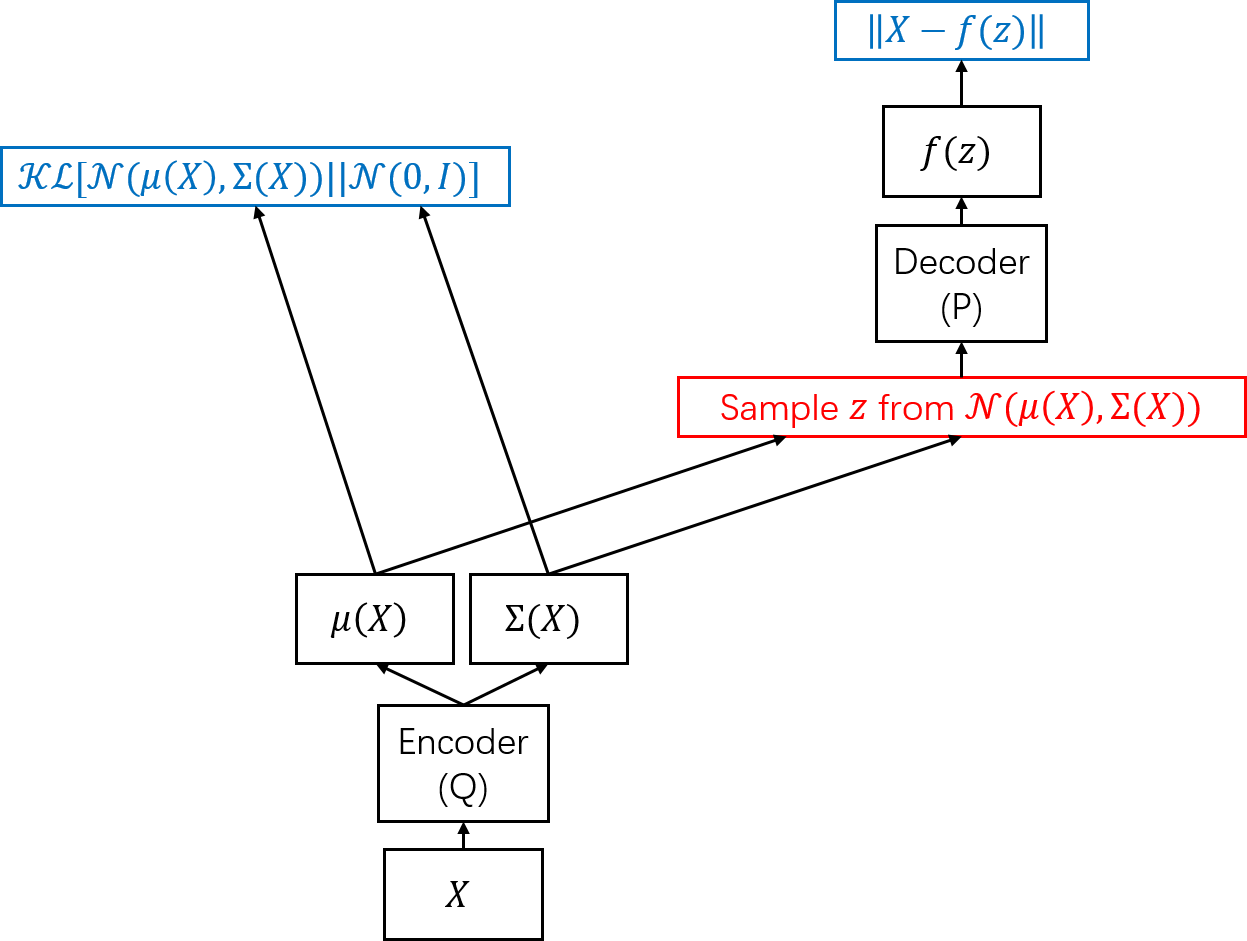 ‖X − f(z)‖
f(z)
𝒦ℒ[𝒩(μ(X), Σ(X))||𝒩(0, I)]
Decoder
(P)
Sample z from 𝒩(μ(X), Σ(X))
μ(X)
Σ(X)
Encoder
(Q)
X